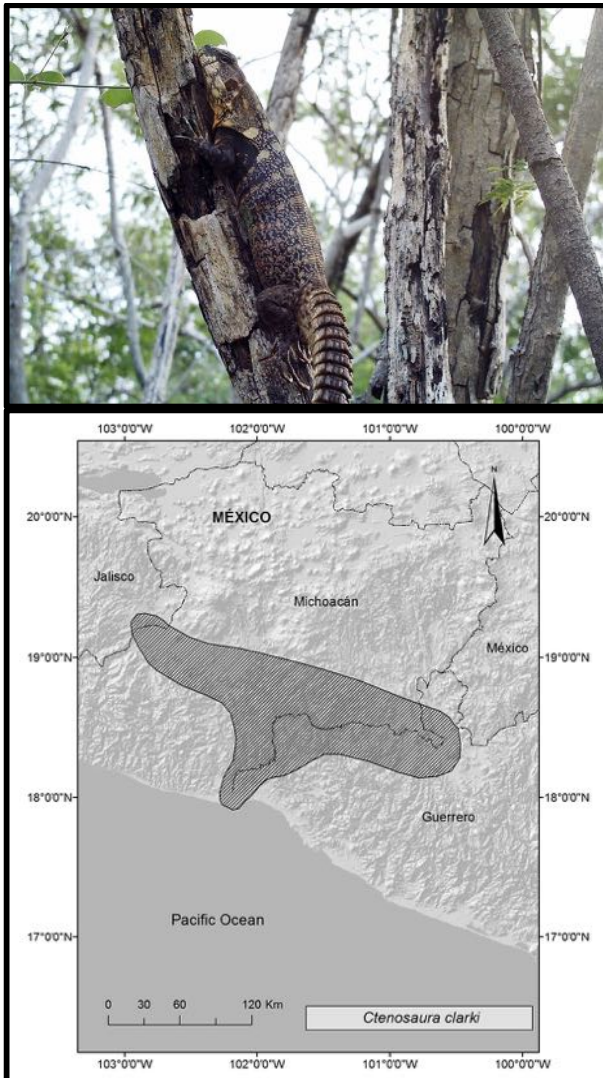 103°0'0"W 102°0'0"W 101°0'0"W 100°0'0"W
N
20°0'0"N MÉXICO 20°0'0"N
Jalisco
Michoacán
19°0'0"N México 19°0'0"N
18°0'0"N 18°0'0"N
Guerrero
Pacific Ocean
17°0'0"N 17°0'0"N
0 30 60 120 Km
Ctenosaura clarki
103°0'0"W 102°0'0"W 101°0'0"W 100°0'0"W